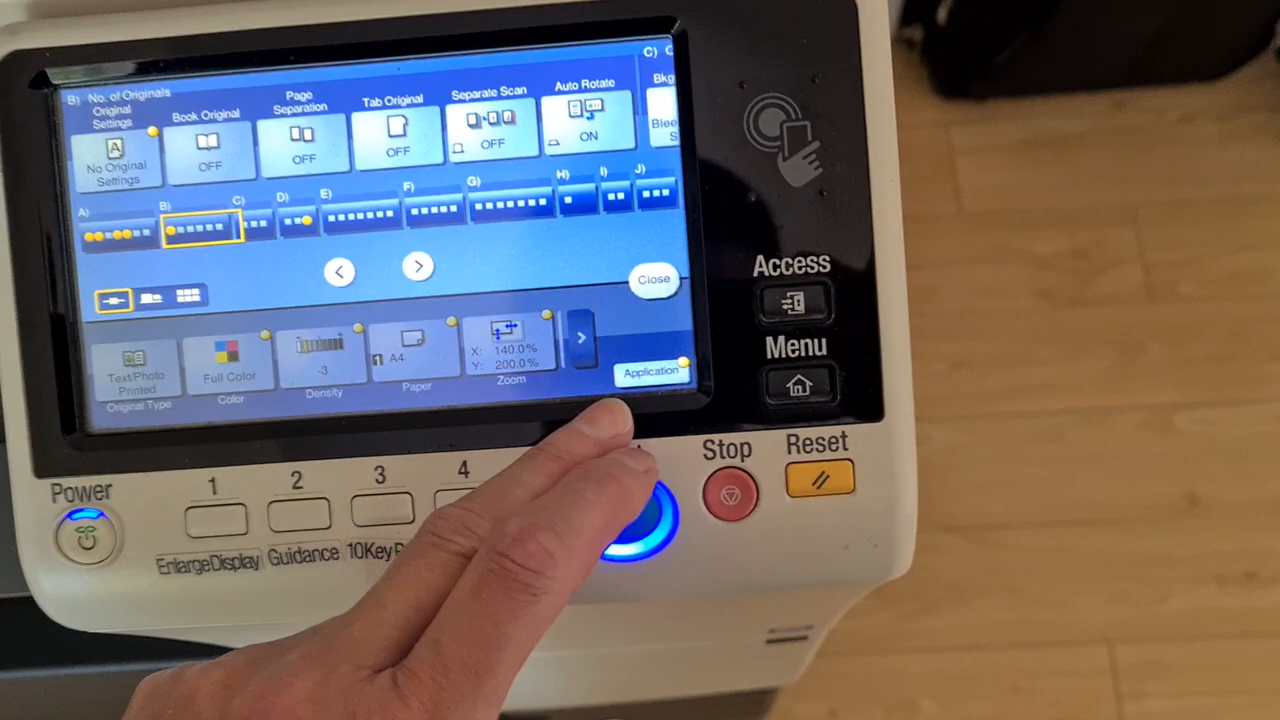 B) No. of Originals
C) C
Original Settings
Book Original
Page Separation
Tab Original
Separate Scan
Auto Rotate
Bkg
A
No Original Settings
OFF
OFF
OFF
OFF
ON
Blee
S
A)
B)
C)
D)
E)
F)
G)
H)
I)
J)
<
>
Close
Text/Photo Printed
Full Color
-3
1 A4
X: 140.0%
Y: 200.0%
>
Application
Original Type
Color
Density
Paper
Zoom
Access
Menu
Power
1
2
3
4
Stop
Reset
EnlargeDisplay
Guidance
10Key P